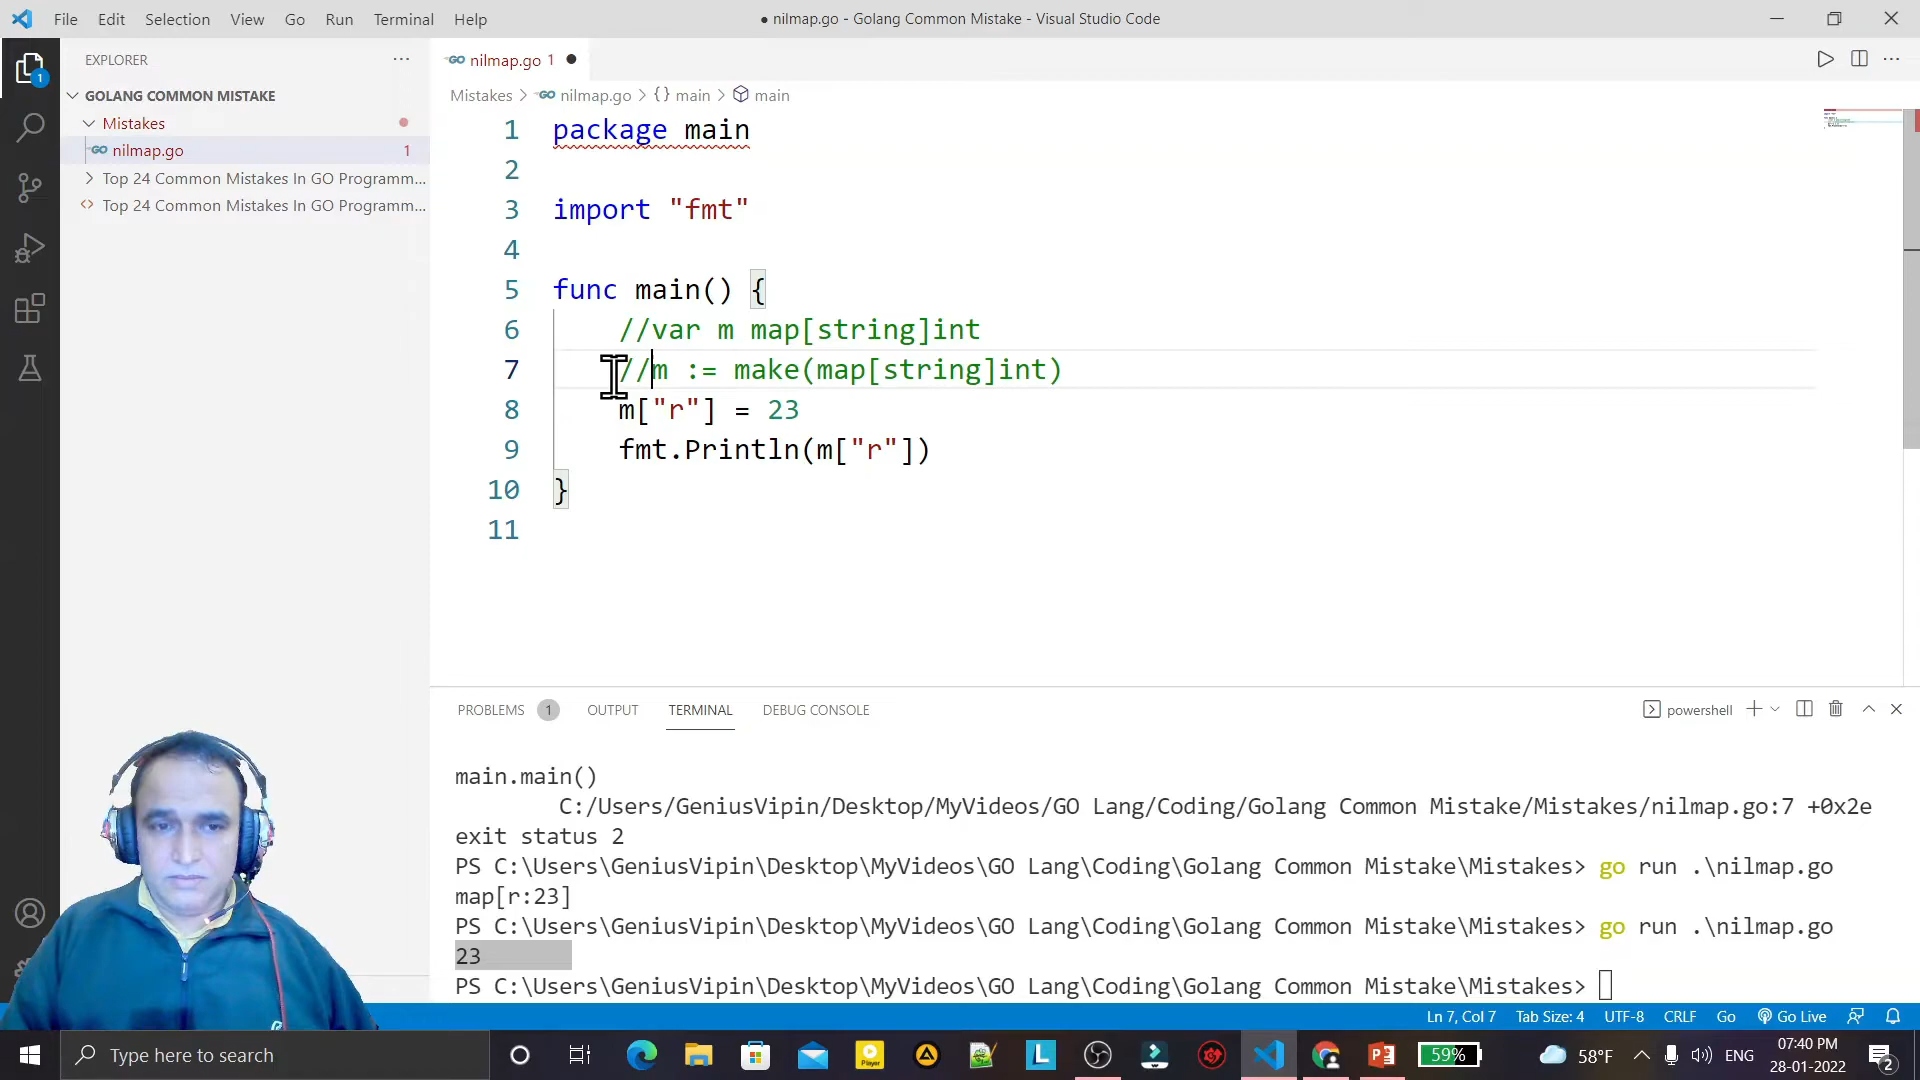 File Edit Selection View Go Run Terminal Help
● nilmap.go - Golang Common Mistake - Visual Studio Code
EXPLORER
GOLANG COMMON MISTAKE
Mistakes
nilmap.go 1
Top 24 Common Mistakes In GO Programm...
Top 24 Common Mistakes In GO Programm...
1
nilmap.go 1
Mistakes > nilmap.go > {} main > main
1 package main
2
3 import "fmt"
4
5 func main() {
6 //var m map[string]int
7 //m := make(map[string]int)
8 m["r"] = 23
9 fmt.Println(m["r"])
10 }
11
PROBLEMS 1 OUTPUT TERMINAL DEBUG CONSOLE
powershell
main.main()
C:/Users/GeniusVipin/Desktop/MyVideos/GO Lang/Coding/Golang Common Mistake/Mistakes/nilmap.go:7 +0x2e
exit status 2
PS C:\Users\GeniusVipin\Desktop\MyVideos\GO Lang\Coding\Golang Common Mistake\Mistakes> go run .\nilmap.go
map[r:23]
PS C:\Users\GeniusVipin\Desktop\MyVideos\GO Lang\Coding\Golang Common Mistake\Mistakes> go run .\nilmap.go
23
PS C:\Users\GeniusVipin\Desktop\MyVideos\GO Lang\Coding\Golang Common Mistake\Mistakes>
Ln 7, Col 7 Tab Size: 4 UTF-8 CRLF Go Go Live
Type here to search
Player
L
59%
58°F
ENG
07:40 PM
28-01-2022
2